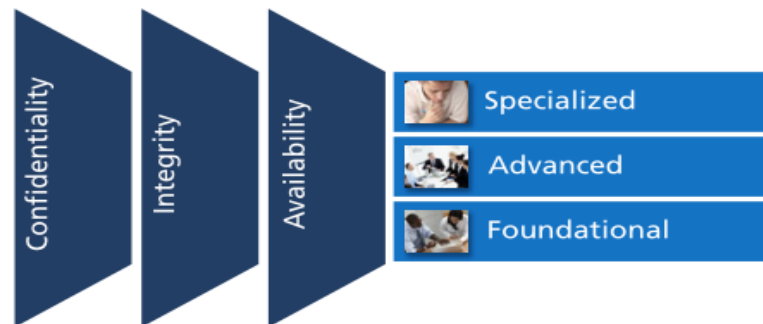 Confidentiality
Integrity
Availability
Specialized
Advanced
Foundational